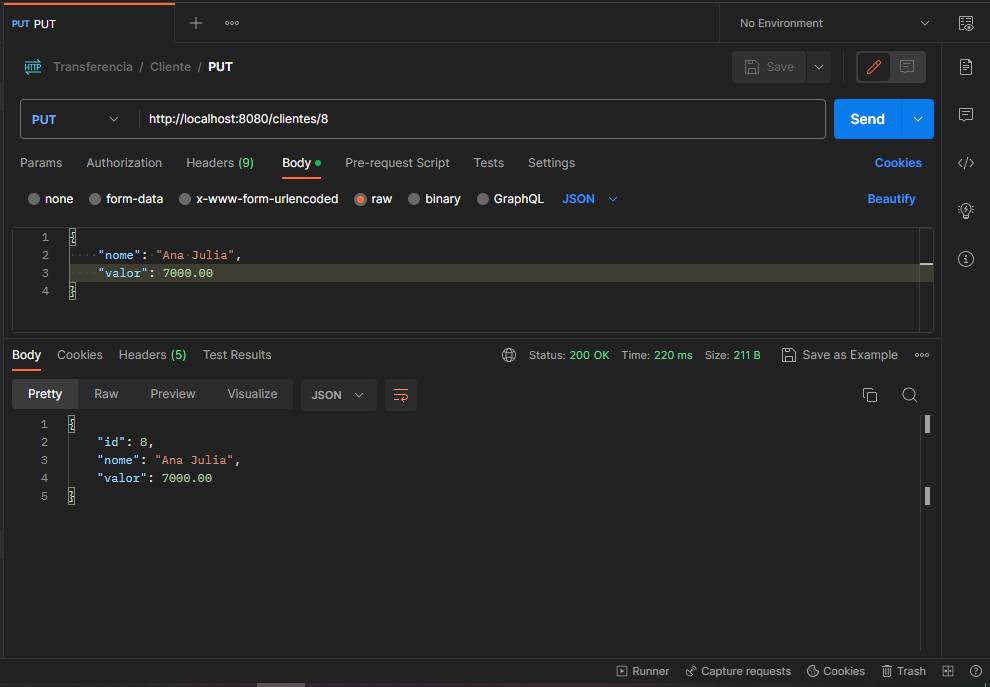 PUT PUT
No Environment
HTTP Transferencia / Cliente / PUT
Save
PUT http://localhost:8080/clientes/8
Send
Params Authorization Headers (9) Body Pre-request Script Tests Settings Cookies
none form-data x-www-form-urlencoded raw binary GraphQL JSON Beautify
1 {
2 "nome": "Ana Julia",
3 "valor": 7000.00
4 }
Body Cookies Headers (5) Test Results Status: 200 OK Time: 220 ms Size: 211 B Save as Example
Pretty Raw Preview Visualize JSON
1 {
2 "id": 8,
3 "nome": "Ana Julia",
4 "valor": 7000.00
5 }
Runner Capture requests Cookies Trash